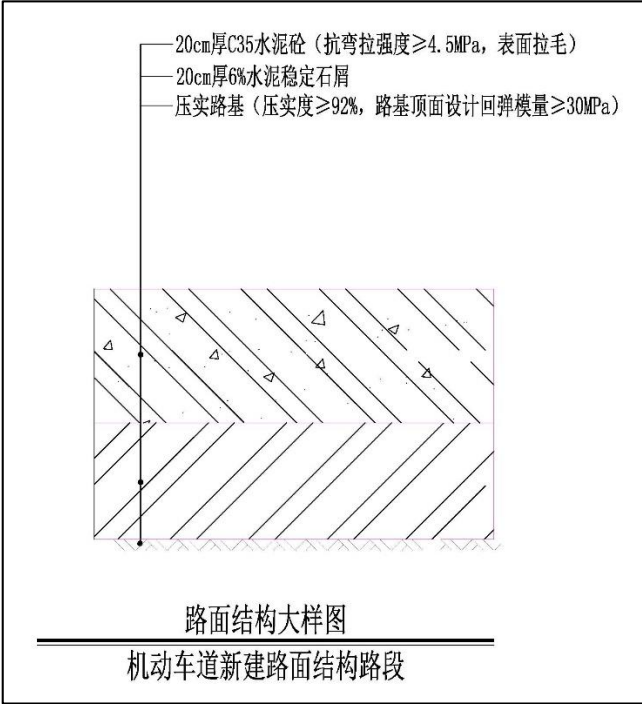 20cm厚C35水泥砼（抗弯拉强度≥4.5MPa，表面拉毛）
20cm厚6%水泥稳定石屑
压实路基（压实度≥92%，路基顶面设计回弹模量≥30MPa）
路面结构大样图
机动车道新建路面结构路段